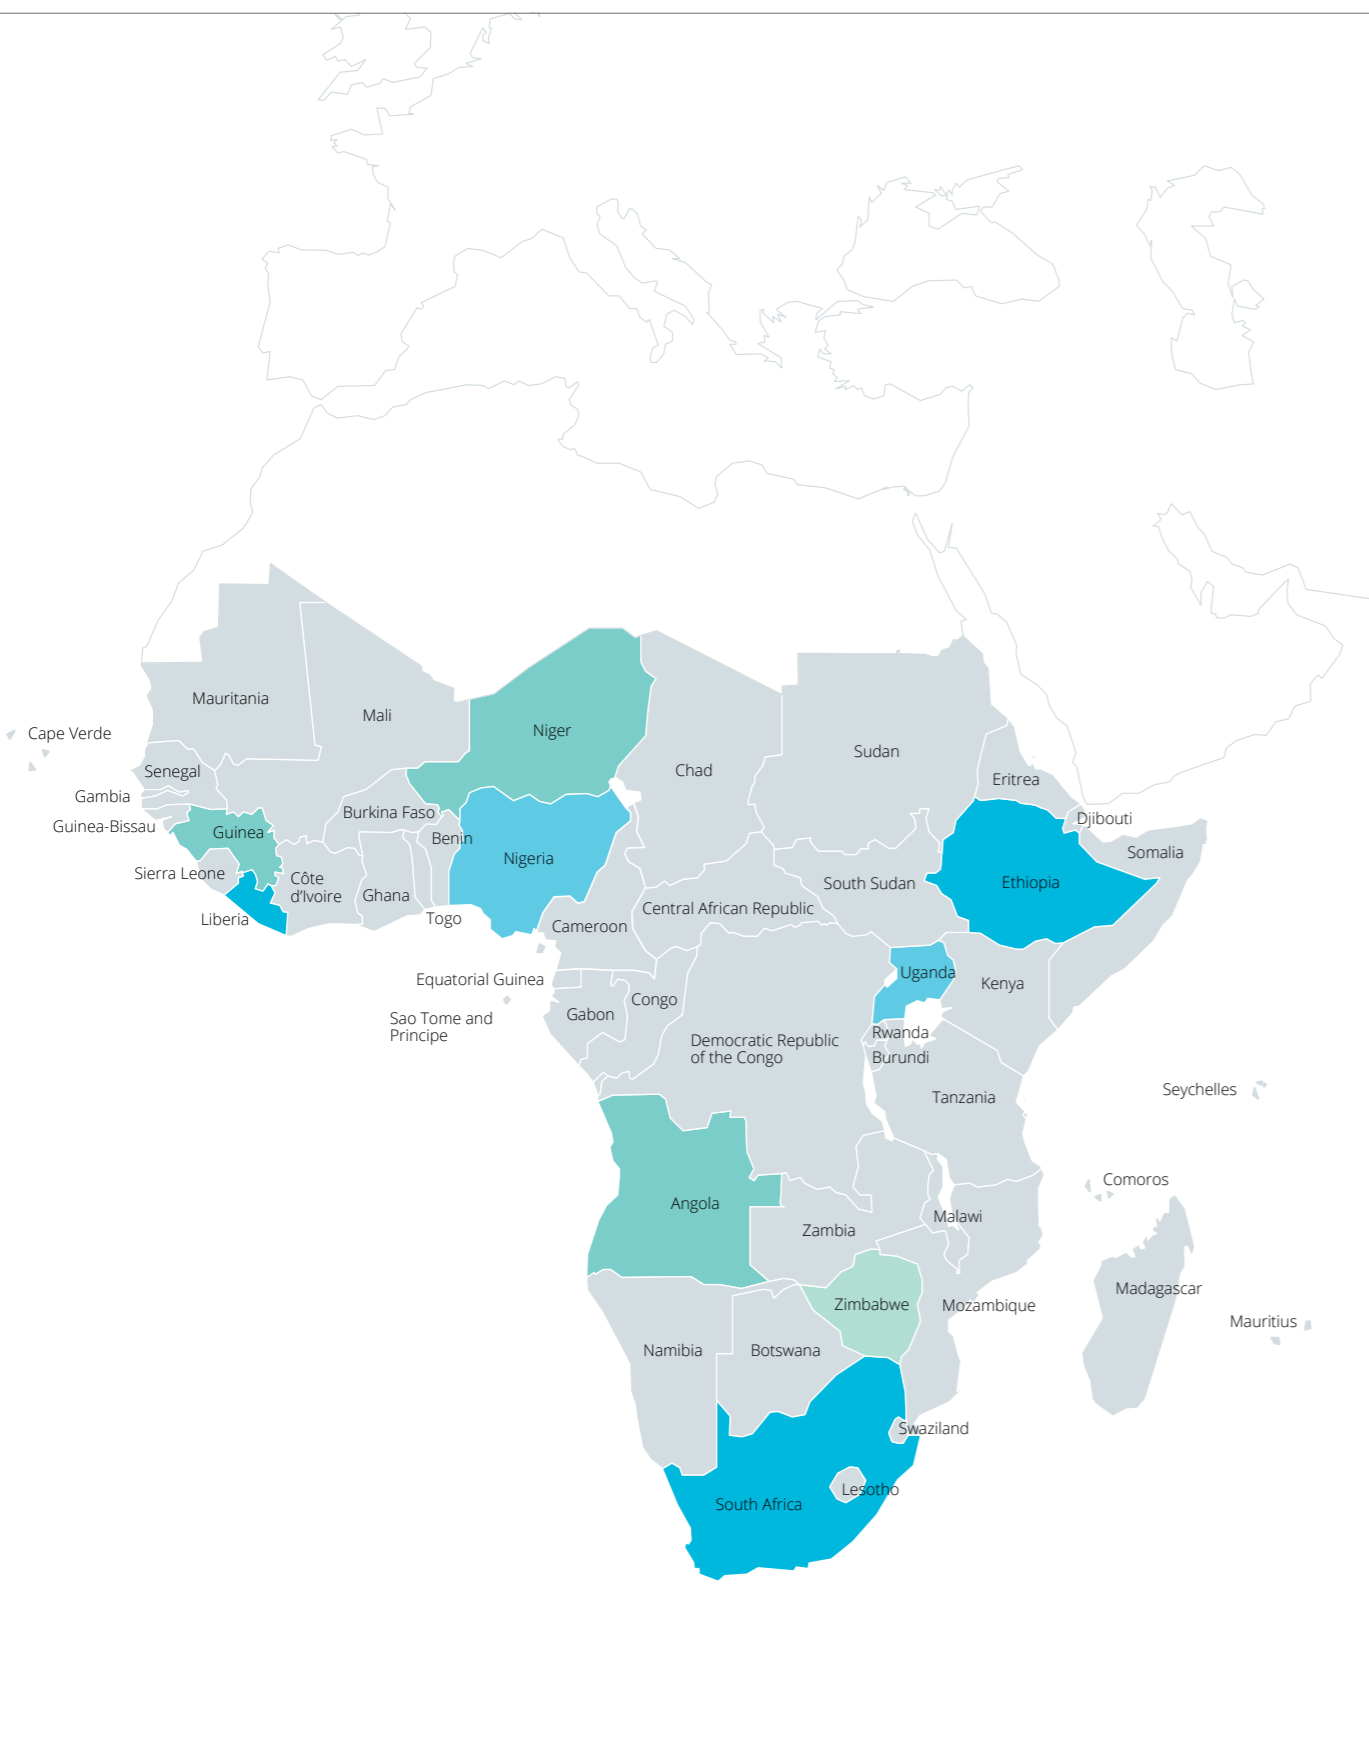 Mauritania
Mali
Niger
Cape Verde
Sudan
Senegal
Chad
Eritrea
Gambia
Burkina Faso
Djibouti
Guinea-Bissau
Guinea
Benin
Somalia
Nigeria
Sierra Leone
Côte
d’Ivoire
Ghana
South Sudan
Ethiopia
Liberia
Togo
Cameroon
Central African Republic
Uganda
Equatorial Guinea
Kenya
Congo
Gabon
Sao Tome and
Principe
Rwanda
Democratic Republic
of the Congo
Burundi
Tanzania
Seychelles
Comoros
Angola
Malawi
Zambia
Madagascar
Zimbabwe
Mozambique
Mauritius
Namibia
Botswana
Swaziland
Lesotho
South Africa